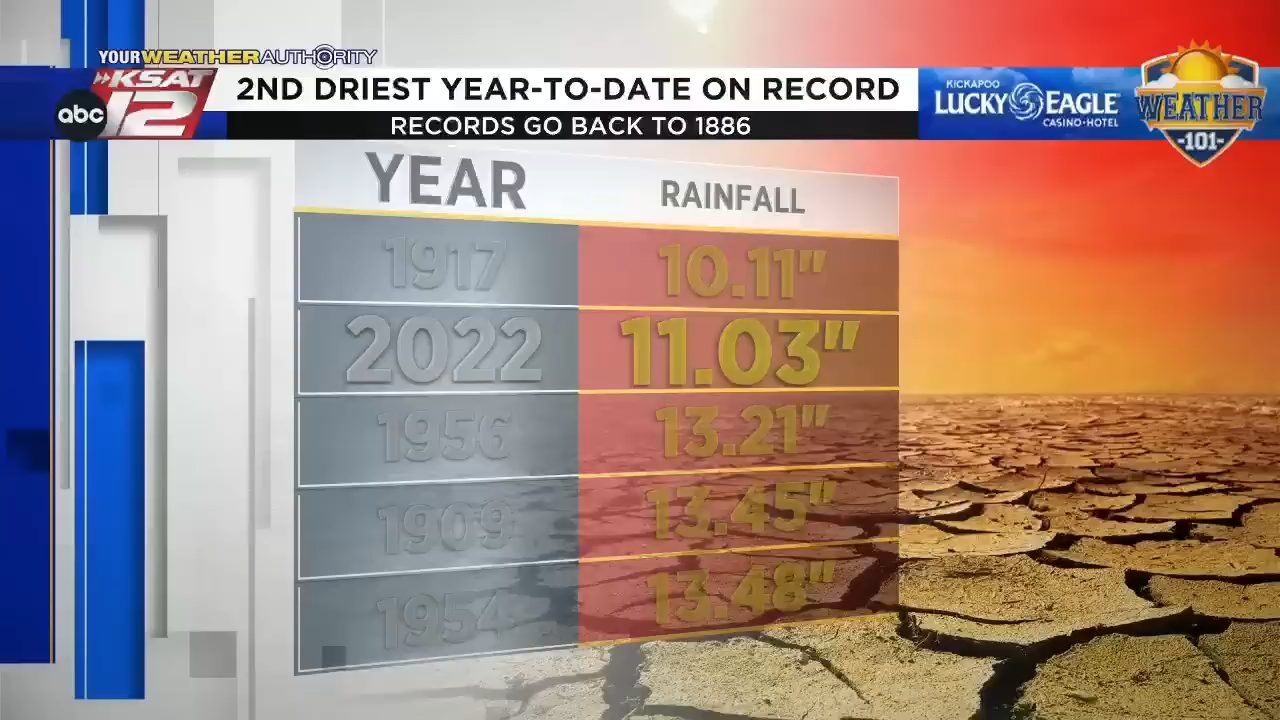 YOURWEATHERAUTHORITY
KSAT
abc 12
2ND DRIEST YEAR-TO-DATE ON RECORD
RECORDS GO BACK TO 1886
KICKAPOO
LUCKY EAGLE
CASINO•HOTEL
WEATHER
-101-
YEAR RAINFALL
1917 10.11"
2022 11.03"
1956 13.21"
1909 13.45"
1954 13.48"